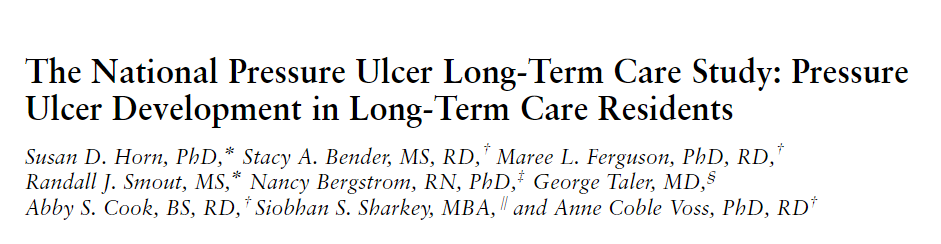 The National Pressure Ulcer Long-Term Care Study: Pressure
Ulcer Development in Long-Term Care Residents
Susan D. Horn, PhD,* Stacy A. Bender, MS, RD,† Maree L. Ferguson, PhD, RD,†
Randall J. Smout, MS,* Nancy Bergstrom, RN, PhD,‡ George Taler, MD,§
Abby S. Cook, BS, RD,† Siobhan S. Sharkey, MBA,|| and Anne Coble Voss, PhD, RD†